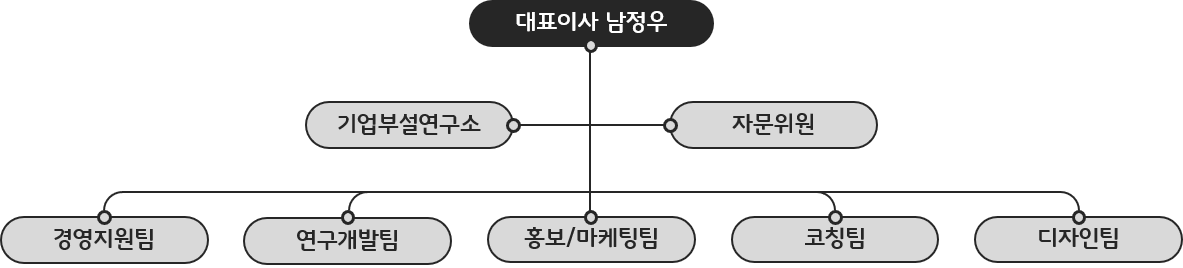 대표이사 남정우
기업부설연구소
자문위원
경영지원팀
연구개발팀
홍보/마케팅팀
코칭팀
디자인팀